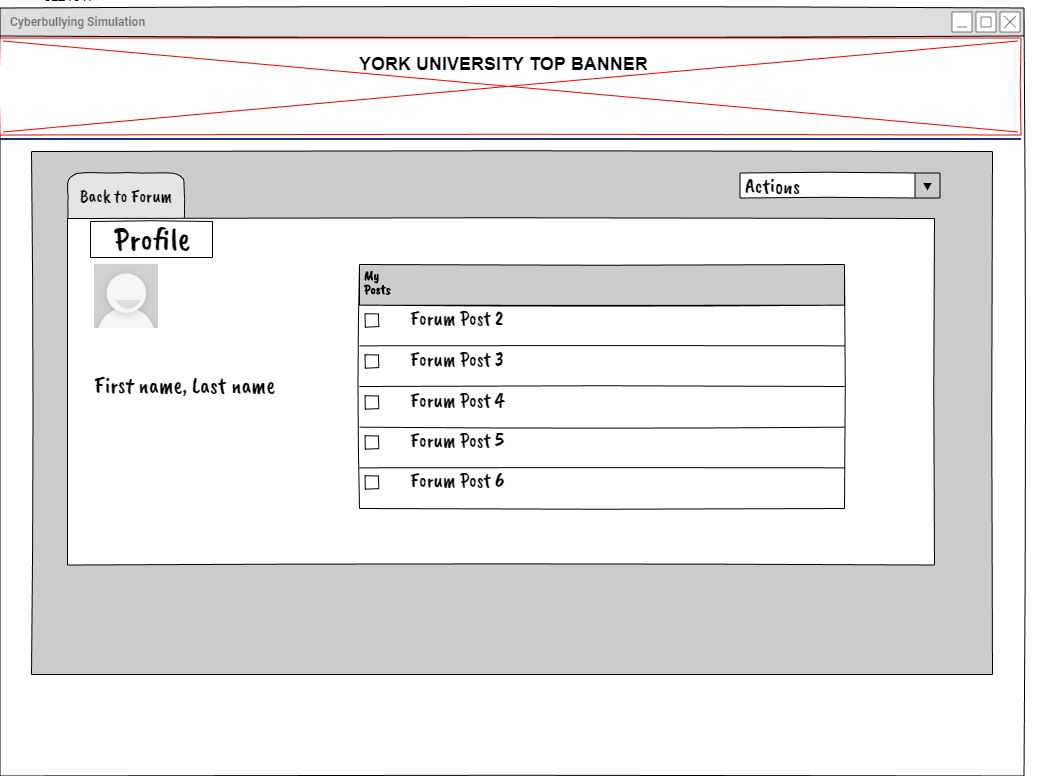 Cyberbullying Simulation
YORK UNIVERSITY TOP BANNER
Back to Forum
Actions
Profile
My
Posts
Forum Post 2
Forum Post 3
First name, Last name
Forum Post 4
Forum Post 5
Forum Post 6